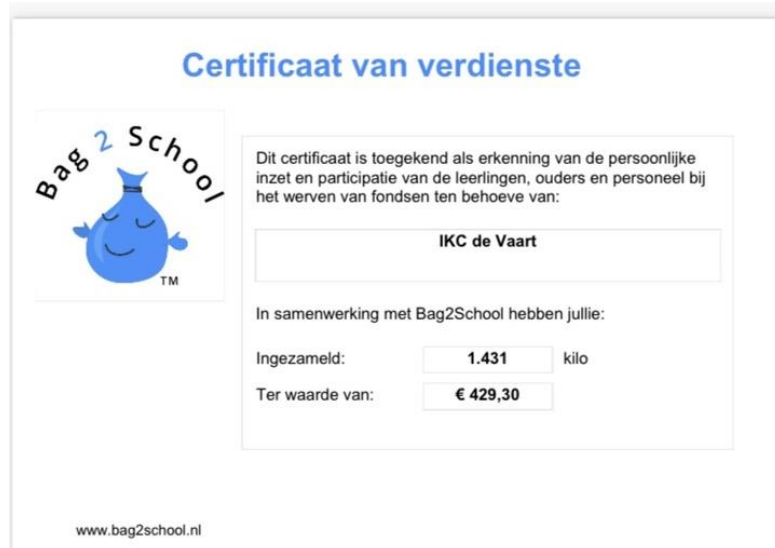 Certificaat van verdienste
Bag 2 School
TM
Dit certificaat is toegekend als erkenning van de persoonlijke
inzet en participatie van de leerlingen, ouders en personeel bij
het werven van fondsen ten behoeve van:
IKC de Vaart
In samenwerking met Bag2School hebben jullie:
Ingezameld: 1.431 kilo
Ter waarde van: € 429,30
www.bag2school.nl